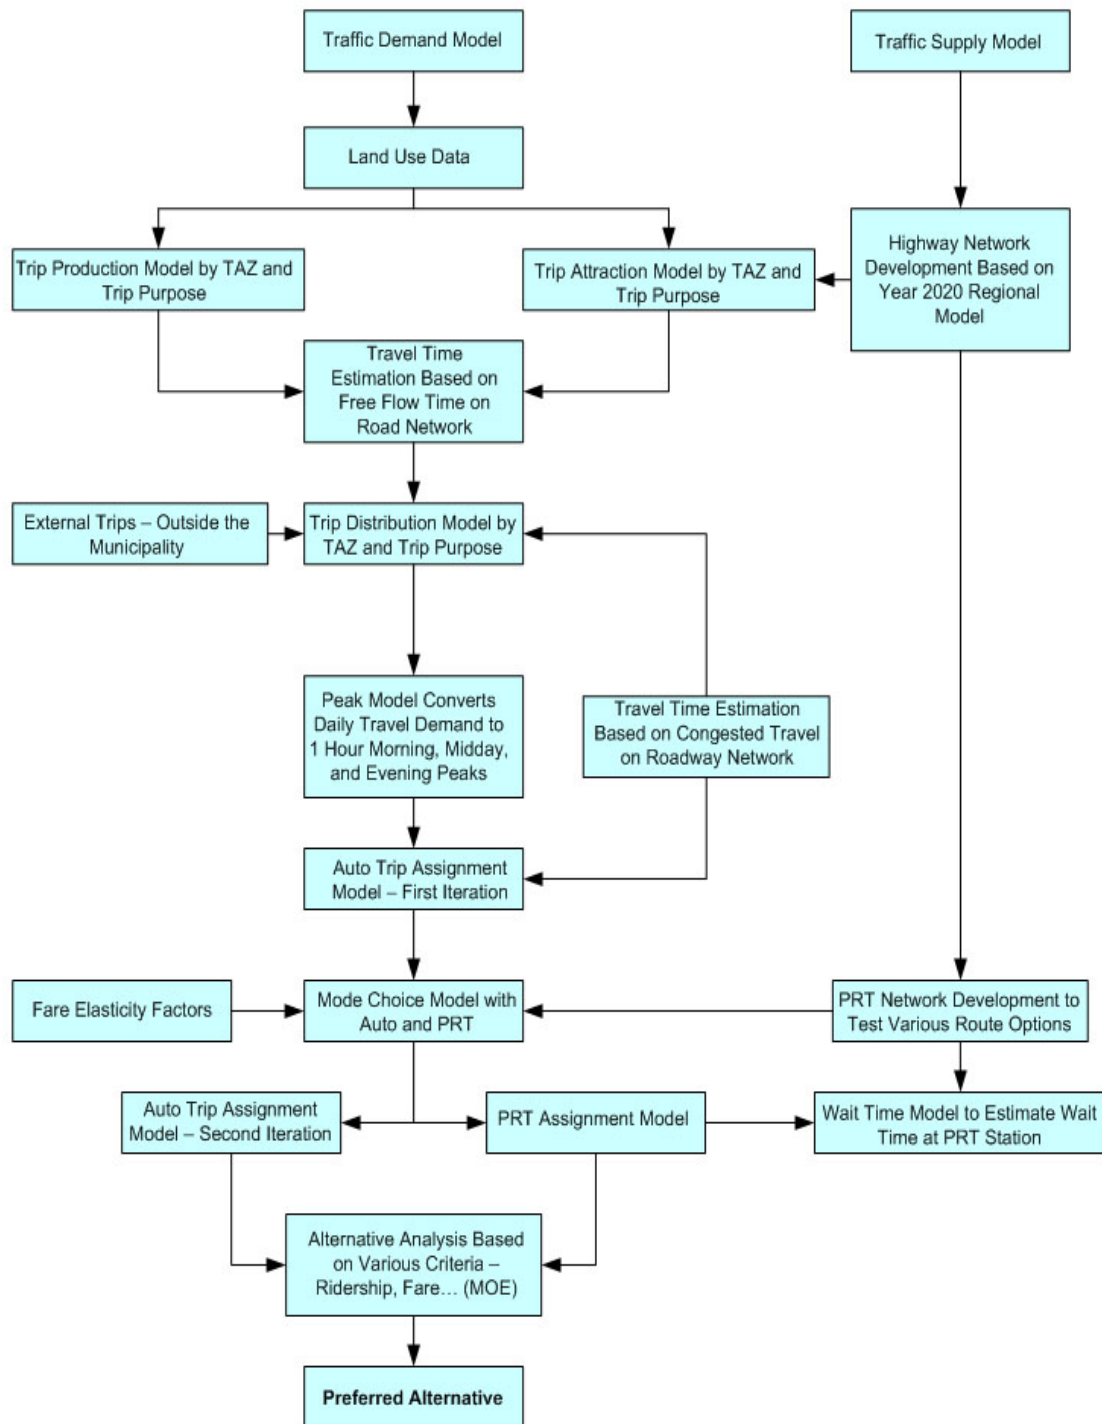 Traffic Demand Model
Traffic Supply Model
Land Use Data
Trip Production Model by TAZ and
Trip Purpose
Trip Attraction Model by TAZ and
Trip Purpose
Highway Network
Development Based on
Year 2020 Regional
Model
Travel Time
Estimation Based on
Free Flow Time on
Road Network
External Trips – Outside the
Municipality
Trip Distribution Model by
TAZ and Trip Purpose
Peak Model Converts
Daily Travel Demand to
1 Hour Morning, Midday,
and Evening Peaks
Travel Time Estimation
Based on Congested Travel
on Roadway Network
Auto Trip Assignment
Model – First Iteration
Fare Elasticity Factors
Mode Choice Model with
Auto and PRT
PRT Network Development to
Test Various Route Options
Auto Trip Assignment
Model – Second Iteration
PRT Assignment Model
Wait Time Model to Estimate Wait
Time at PRT Station
Alternative Analysis Based
on Various Criteria –
Ridership, Fare… (MOE)
Preferred Alternative